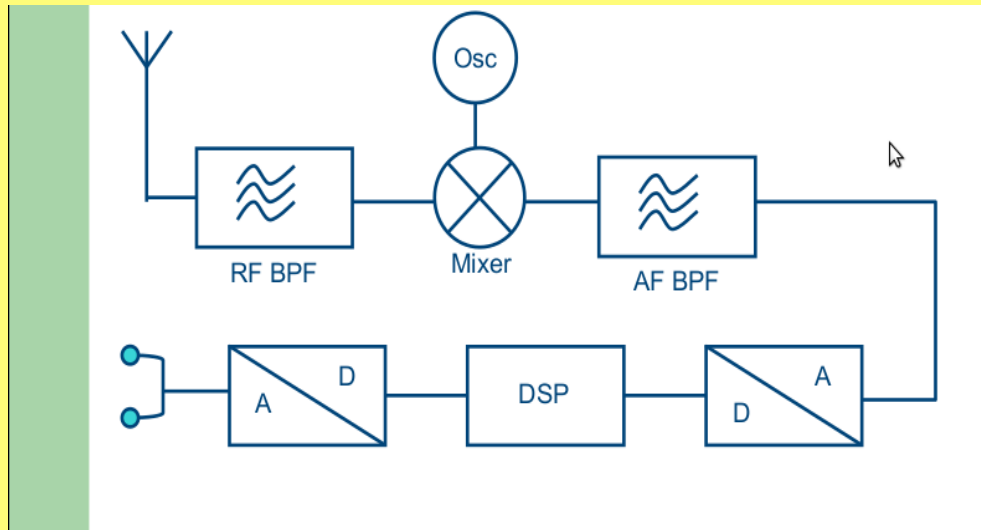 Osc
RF BPF
Mixer
AF BPF
A
D
DSP
D
A